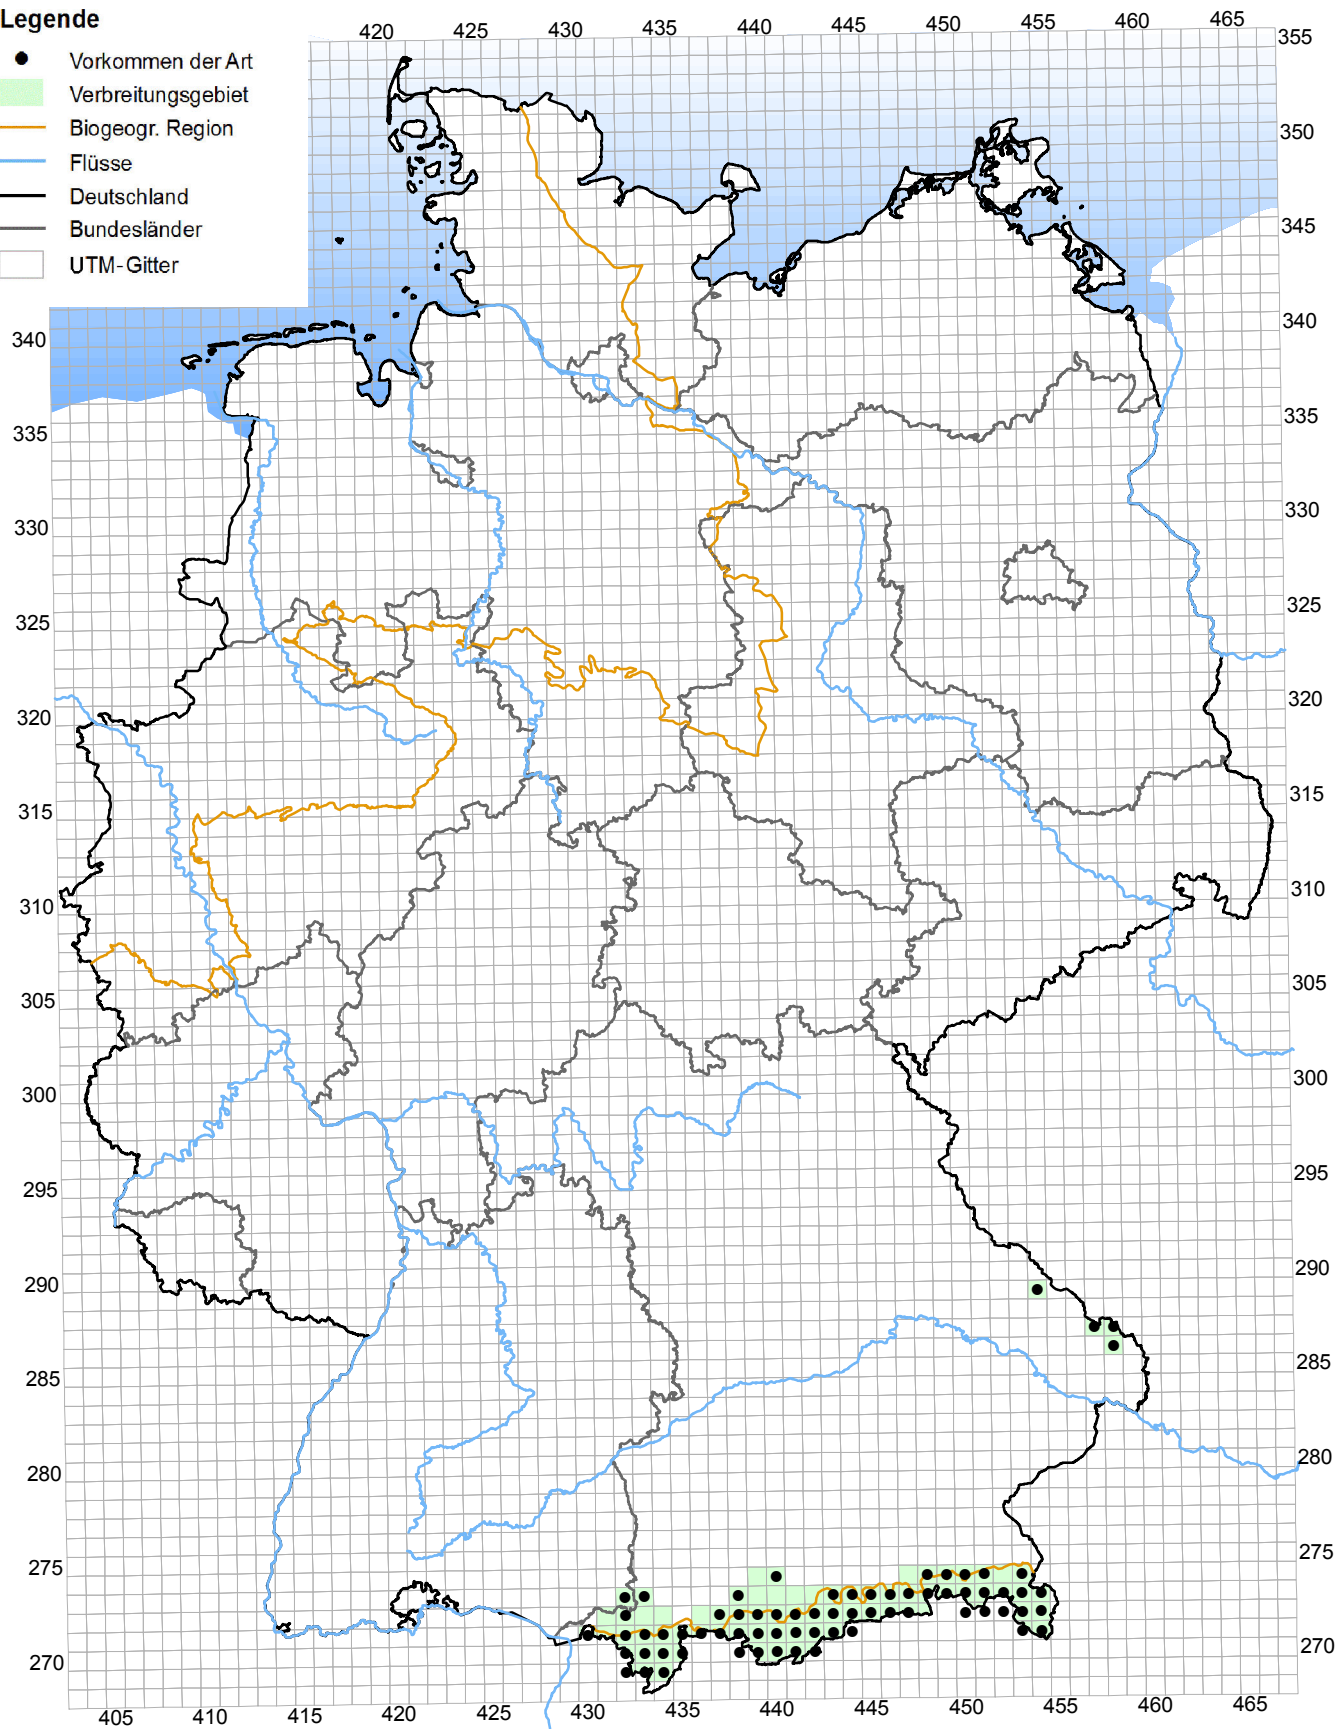 Legende
Vorkommen der Art
Verbreitungsgebiet
Biogeogr. Region
Flüsse
Deutschland
Bundesländer
UTM-Gitter
420 425 430 435 440 445 450 455 460 465
355
350
345
340 340
335 335
330 330
325 325
320 320
315 315
310 310
305 305
300 300
295 295
290 290
285 285
280 280
275 275
270 270
405 410 415 420 425 430 435 440 445 450 455 460 465